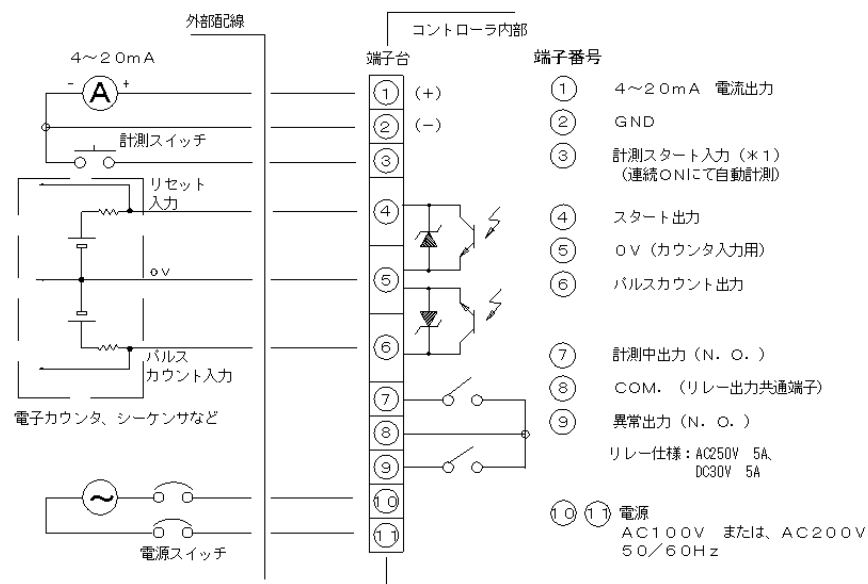 外部配線
コントローラ内部
4～20mA
端子台
端子番号
- A +
① (+)
② (-)
計測スイッチ
③
リセット
入力
④
0V
⑤
⑥
パルス
カウント入力
⑦
⑧
⑨
電子カウンタ、シーケンサなど
⑩
⑪
電源スイッチ
① 4～20mA 電流出力
② GND
③ 計測スタート入力(*1)
(連続ONにて自動計測)
④ スタート出力
⑤ 0V(カウンタ入力用)
⑥ パルスカウント出力
⑦ 計測中出力(N.O.)
⑧ COM.(リレー出力共通端子)
⑨ 異常出力(N.O.)
リレー仕様:AC250V 5A、
DC30V 5A
⑩⑪ 電源
AC100V または、AC200V
50/60Hz